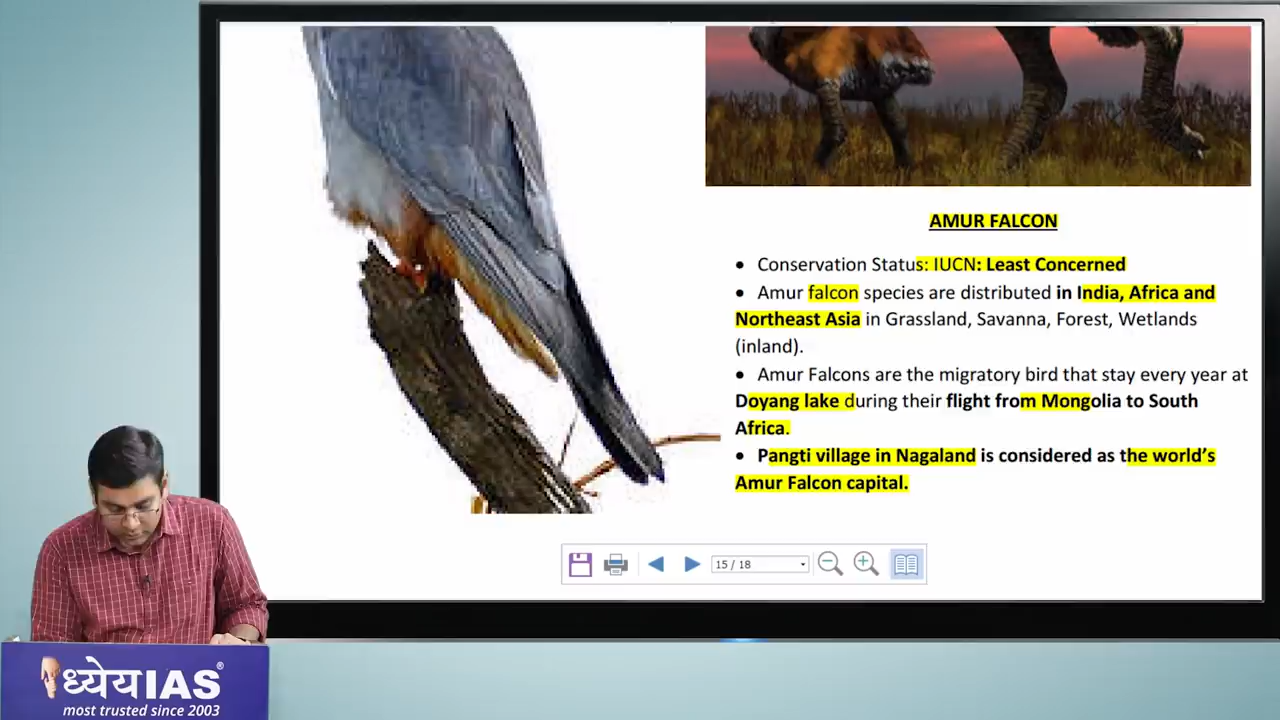 AMUR FALCON
• Conservation Status: IUCN: Least Concerned
• Amur falcon species are distributed in India, Africa and
Northeast Asia in Grassland, Savanna, Forest, Wetlands
(inland).
• Amur Falcons are the migratory bird that stay every year at
Doyang lake during their flight from Mongolia to South
Africa.
• Pangti village in Nagaland is considered as the world's
Amur Falcon capital.
15 / 18
ध्येयIAS®
most trusted since 2003